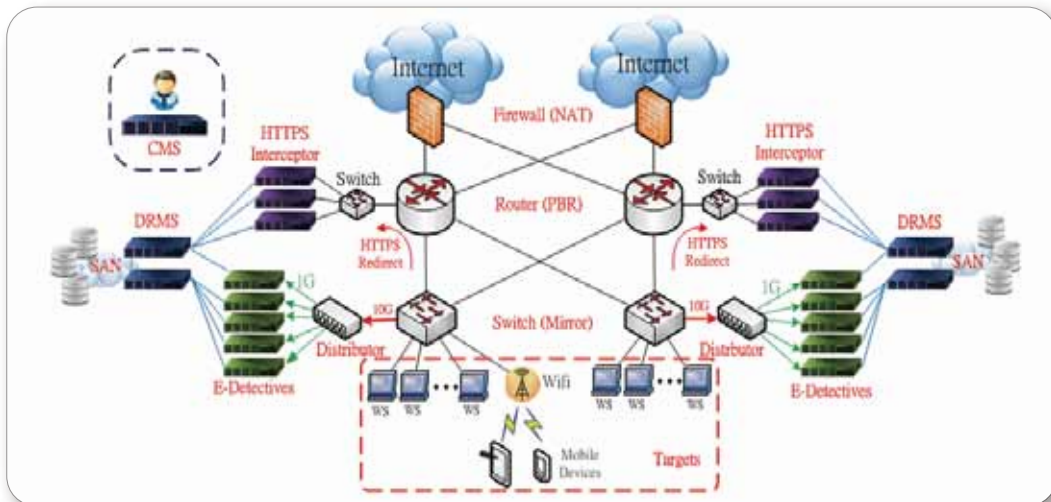 Internet
Internet
Firewall (NAT)
CMS
HTTPS
Interceptor
HTTPS
Interceptor
Switch
Switch
Router (PBR)
DRMS
DRMS
HTTPS
Redirect
HTTPS
Redirect
SAN
SAN
1G
1G
10G
10G
Switch (Mirror)
Distributor
Distrbutor
E-Detectives
E-Detectives
WS
WS
WS
Wifi
WS
WS
WS
Mobile
Devices
Targets